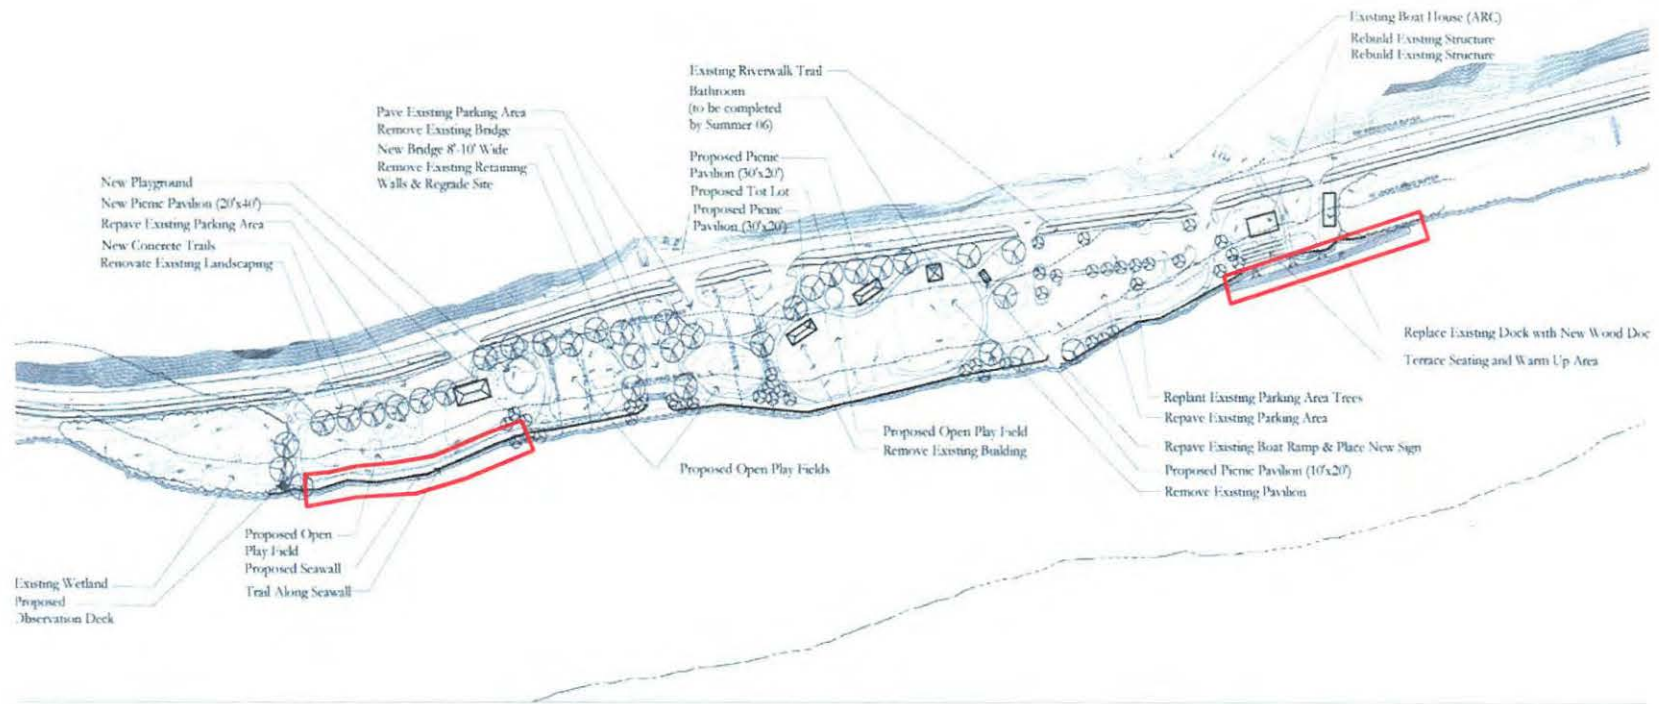 Existing Boat House (ARC)
Rebuild Existing Structure
Rebuild Existing Structure
Existing Riverwalk Trail
Bathroom
(to be completed
by Summer 06)
Proposed Picnic
Pavilion (30'x20')
Proposed Tot Lot
Proposed Picnic
Pavilion (30'x20')
Pave Existing Parking Area
Remove Existing Bridge
New Bridge 8'-10' Wide
Remove Existing Retaining
Walls & Regrade Site
New Playground
New Picnic Pavilion (20'x40')
Repave Existing Parking Area
New Concrete Trails
Renovate Existing Landscaping
Replace Existing Dock with New Wood Doc
Terrace Seating and Warm Up Area
Replant Existing Parking Area Trees
Repave Existing Parking Area
Repave Existing Boat Ramp & Place New Sign
Proposed Picnic Pavilion (10'x20')
Remove Existing Pavilion
Proposed Open Play Field
Remove Existing Building
Proposed Open Play Fields
Proposed Open
Play Field
Proposed Seawall
Trail Along Seawall
Existing Wetland
Proposed
Observation Deck